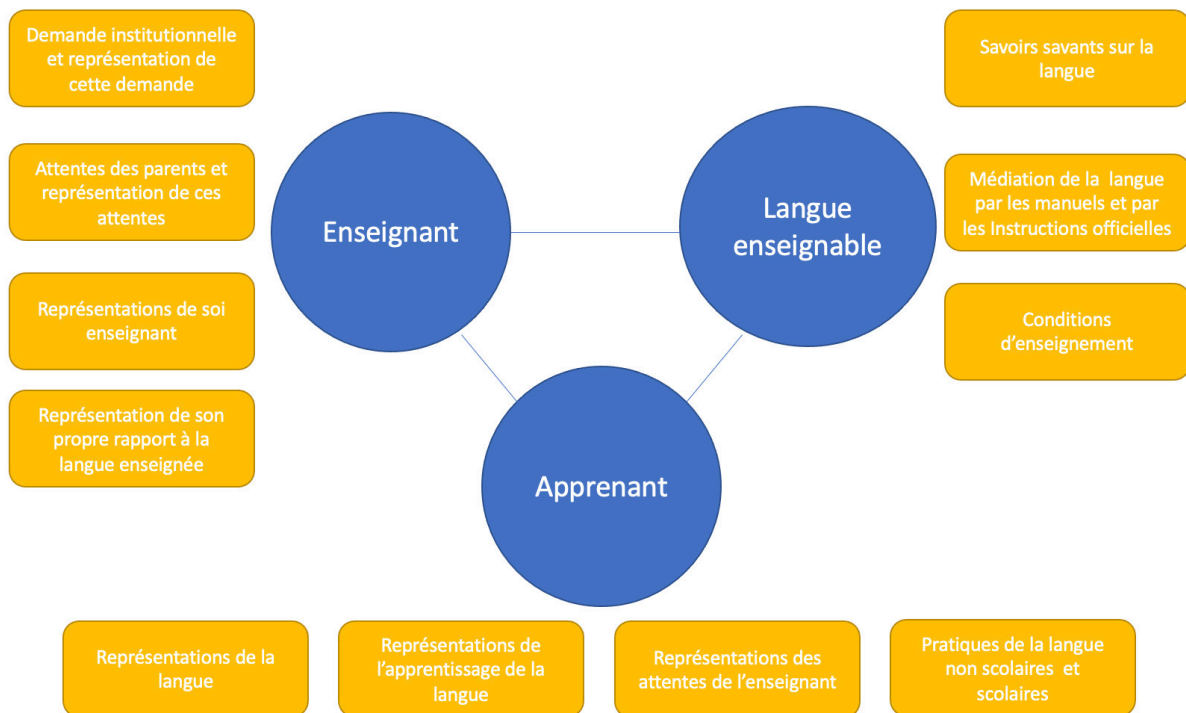 Demande institutionnelle
et représentation de
cette demande
Attentes des parents et
représentation de ces
attentes
Représentations de soi
enseignant
Représentation de son
propre rapport à la
langue enseignée
Enseignant
Langue
enseignable
Apprenant
Savoirs savants sur la
langue
Médiation de la langue
par les manuels et par
les Instructions officielles
Conditions
d’enseignement
Représentations de la
langue
Représentations de
l’apprentissage de la
langue
Représentations des
attentes de l’enseignant
Pratiques de la langue
non scolaires et
scolaires